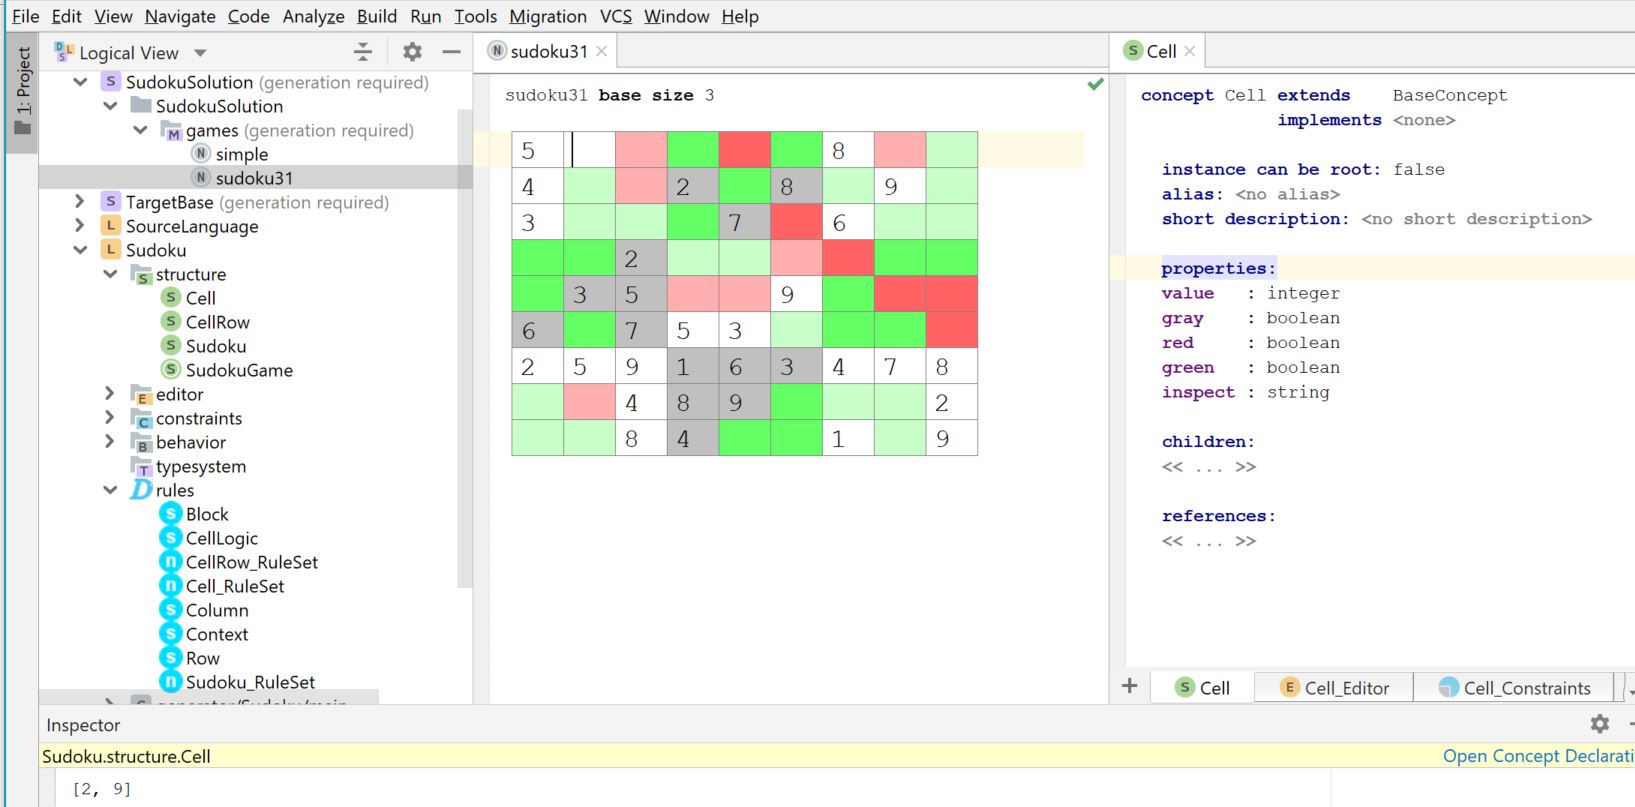 File Edit View Navigate Code Analyze Build Run Tools Migration VCS Window Help
1: Project
Logical View
SudokuSolution (generation required)
SudokuSolution
games (generation required)
simple
sudoku31
TargetBase (generation required)
SourceLanguage
Sudoku
structure
Cell
CellRow
Sudoku
SudokuGame
editor
constraints
behavior
typesystem
rules
Block
CellLogic
CellRow_RuleSet
Cell_RuleSet
Column
Context
Row
Sudoku_RuleSet
sudoku31
sudoku31 base size 3
5 8
4 2 8 9
3 7 6
2
3 5 9
6 7 5 3
2 5 9 1 6 3 4 7 8
4 8 9 2
8 4 1 9
Cell
concept Cell extends BaseConcept
implements <none>
instance can be root: false
alias: <no alias>
short description: <no short description>
properties:
value : integer
gray : boolean
red : boolean
green : boolean
inspect : string
children:
<< ... >>
references:
<< ... >>
Cell Cell_Editor Cell_Constraints
Inspector
Sudoku.structure.Cell Open Concept Declarati
[2, 9]